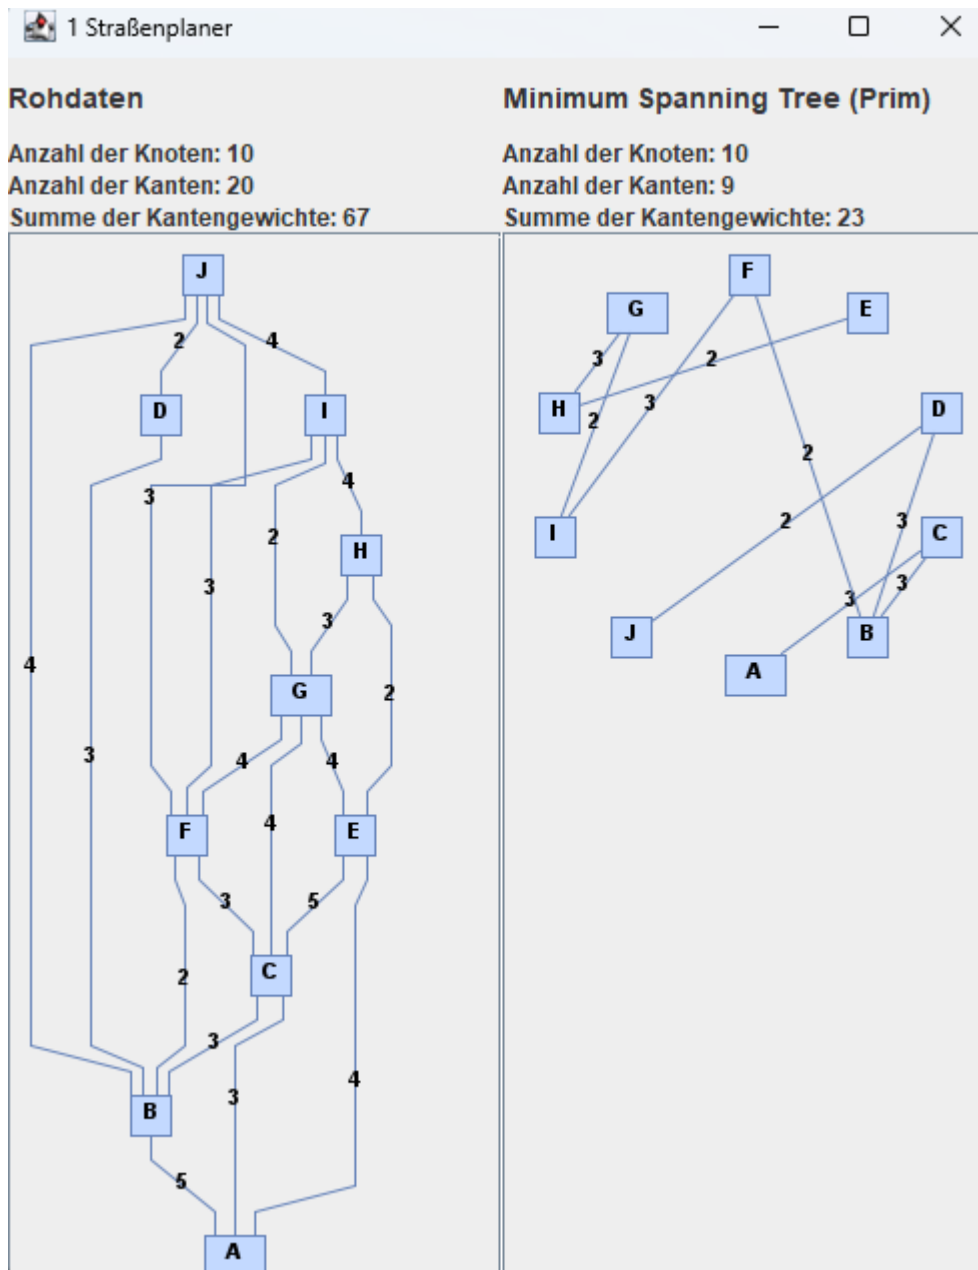 1 Straßenplaner
Rohdaten
Anzahl der Knoten: 10
Anzahl der Kanten: 20
Summe der Kantengewichte: 67
J
2
4
D
I
3
4
2
H
3
3
4
G
2
3
4
4
4
F
E
3
5
C
2
3
3
4
B
5
A
Minimum Spanning Tree (Prim)
Anzahl der Knoten: 10
Anzahl der Kanten: 9
Summe der Kantengewichte: 23
F
G
E
3
2
3
H
2
D
2
2
3
I
C
3
3
J
B
A